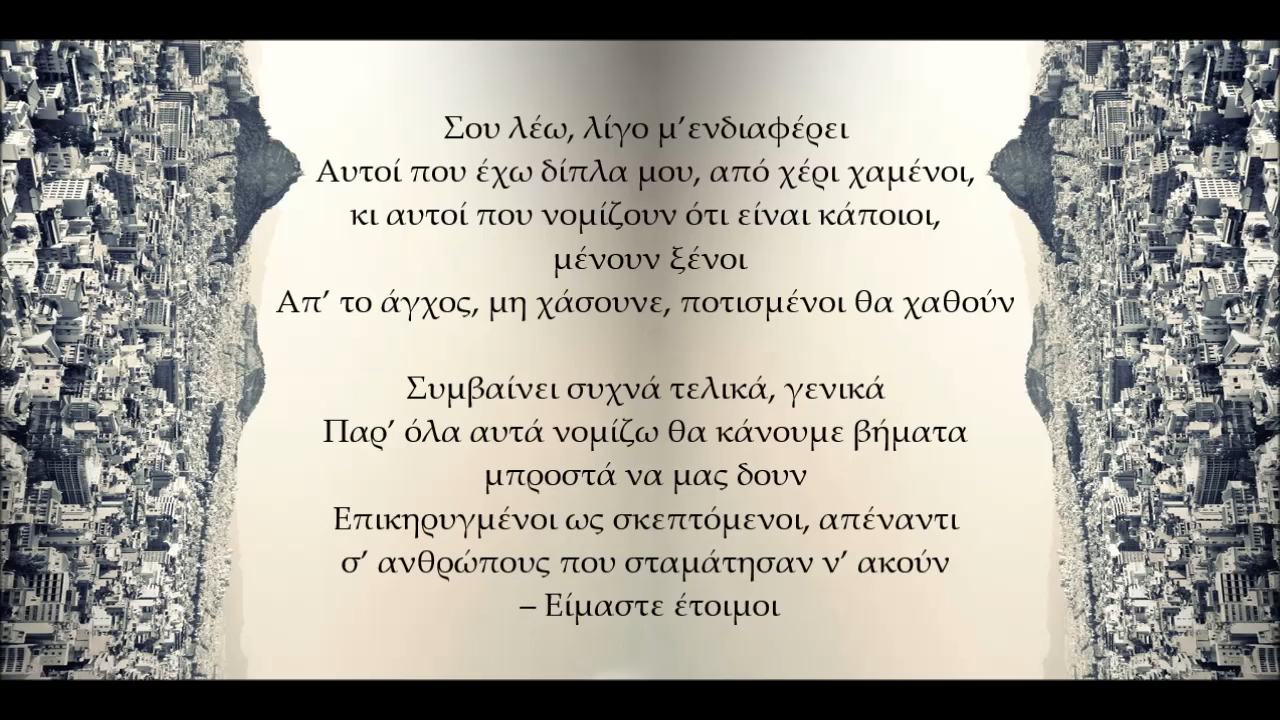 Σου λέω, λίγο μ’ενδιαφέρει
Αυτοί που έχω δίπλα μου, από χέρι χαμένοι,
κι αυτοί που νομίζουν ότι είναι κάποιοι,
μένουν ξένοι
Απ’ το άγχος, μη χάσουνε, ποτισμένοι θα χαθούν
Συμβαίνει συχνά τελικά, γενικά
Παρ’ όλα αυτά νομίζω θα κάνουμε βήματα
μπροστά να μας δουν
Επικηρυγμένοι ως σκεπτόμενοι, απέναντι
σ’ ανθρώπους που σταμάτησαν ν’ ακούν
– Είμαστε έτοιμοι